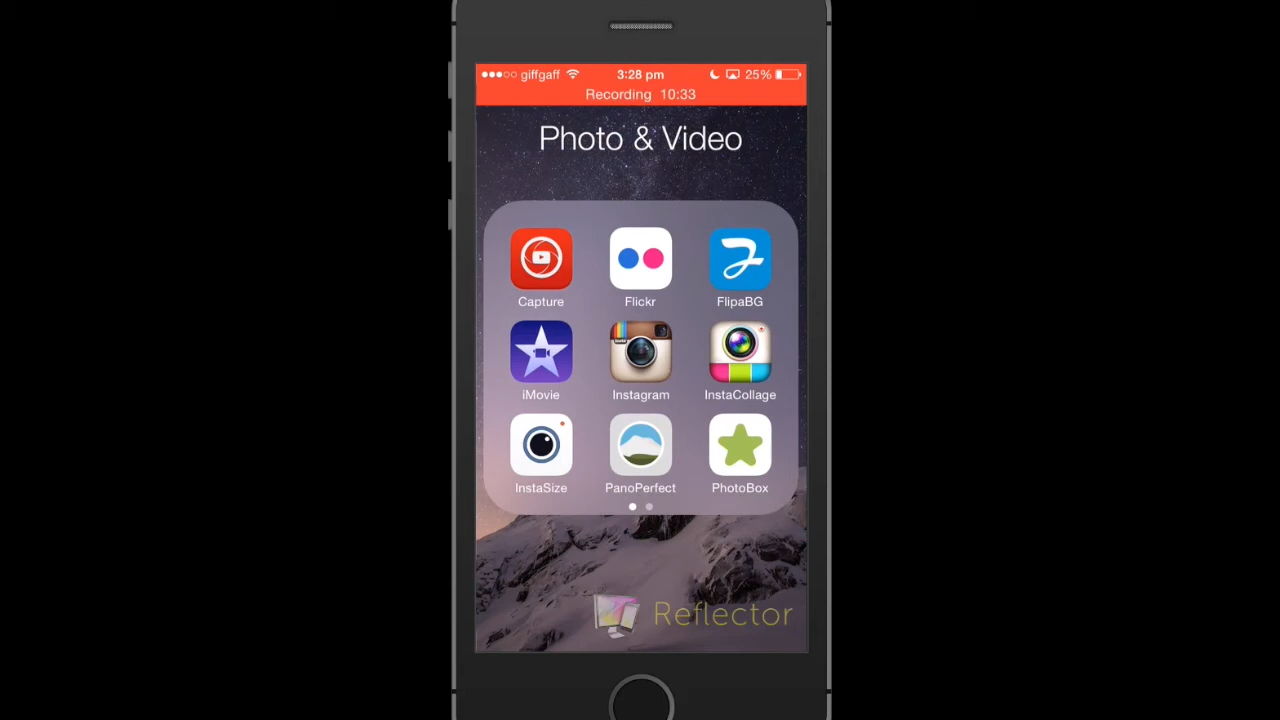 giffgaff 3:28 pm 25%
Recording 10:33
Photo & Video
Capture Flickr FlipaBG
iMovie Instagram InstaCollage
InstaSize PanoPerfect PhotoBox
Reflector